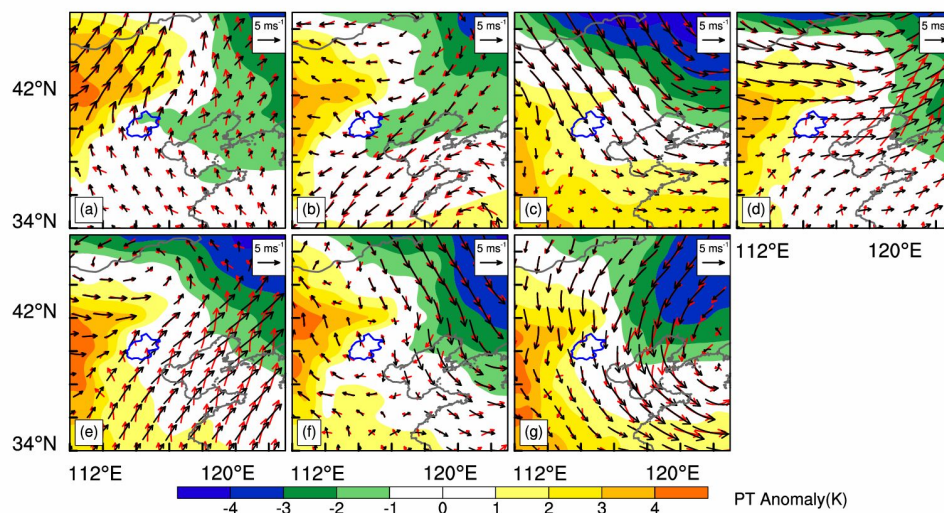 5 ms-1 5 ms-1 5 ms-1 5 ms-1
42°N
(a) (b) (c) (d)
34°N
112°E 120°E
5 ms-1 5 ms-1 5 ms-1
42°N
(e) (f) (g)
34°N
112°E 120°E 112°E 120°E 112°E 120°E
-4 -3 -2 -1 0 1 2 3 4 PT Anomaly(K)